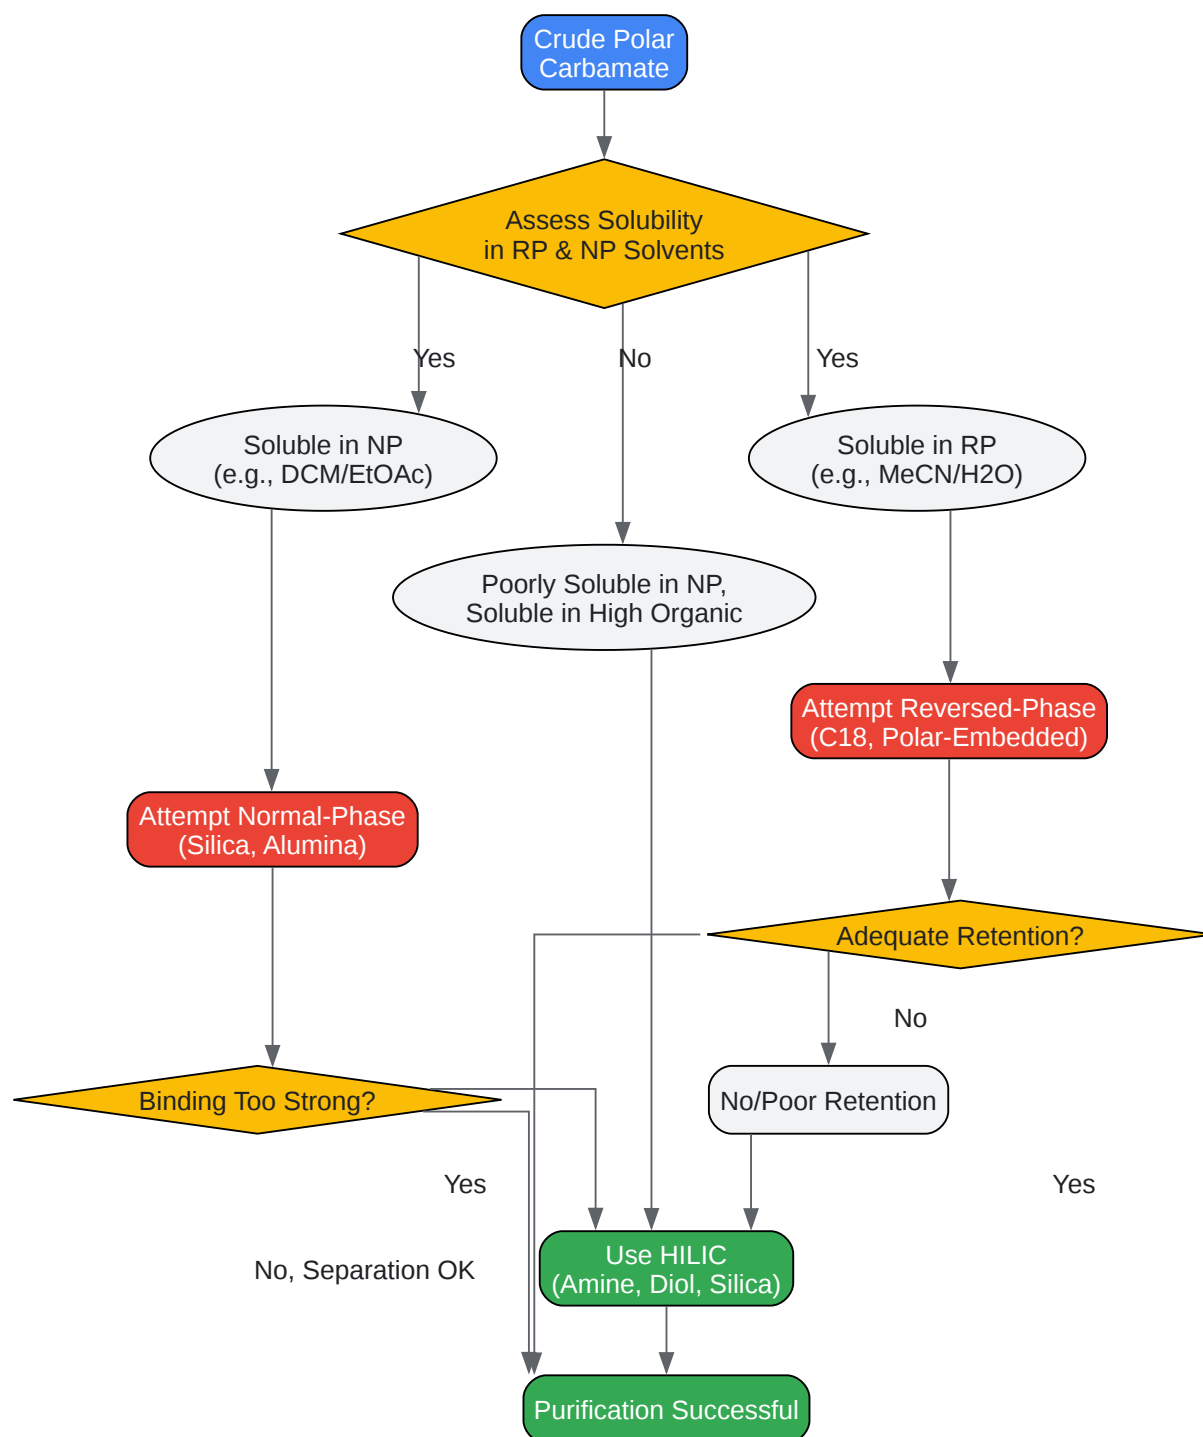 Crude Polar
Carbamate
Assess Solubility
in RP & NP Solvents
Yes
No
Yes
Soluble in NP
(e.g., DCM/EtOAc)
Soluble in RP
(e.g., MeCN/H2O)
Poorly Soluble in NP,
Soluble in High Organic
Attempt Reversed-Phase
(C18, Polar-Embedded)
Attempt Normal-Phase
(Silica, Alumina)
Adequate Retention?
No
Binding Too Strong?
No/Poor Retention
Yes
Yes
No, Separation OK
Use HILIC
(Amine, Diol, Silica)
Purification Successful